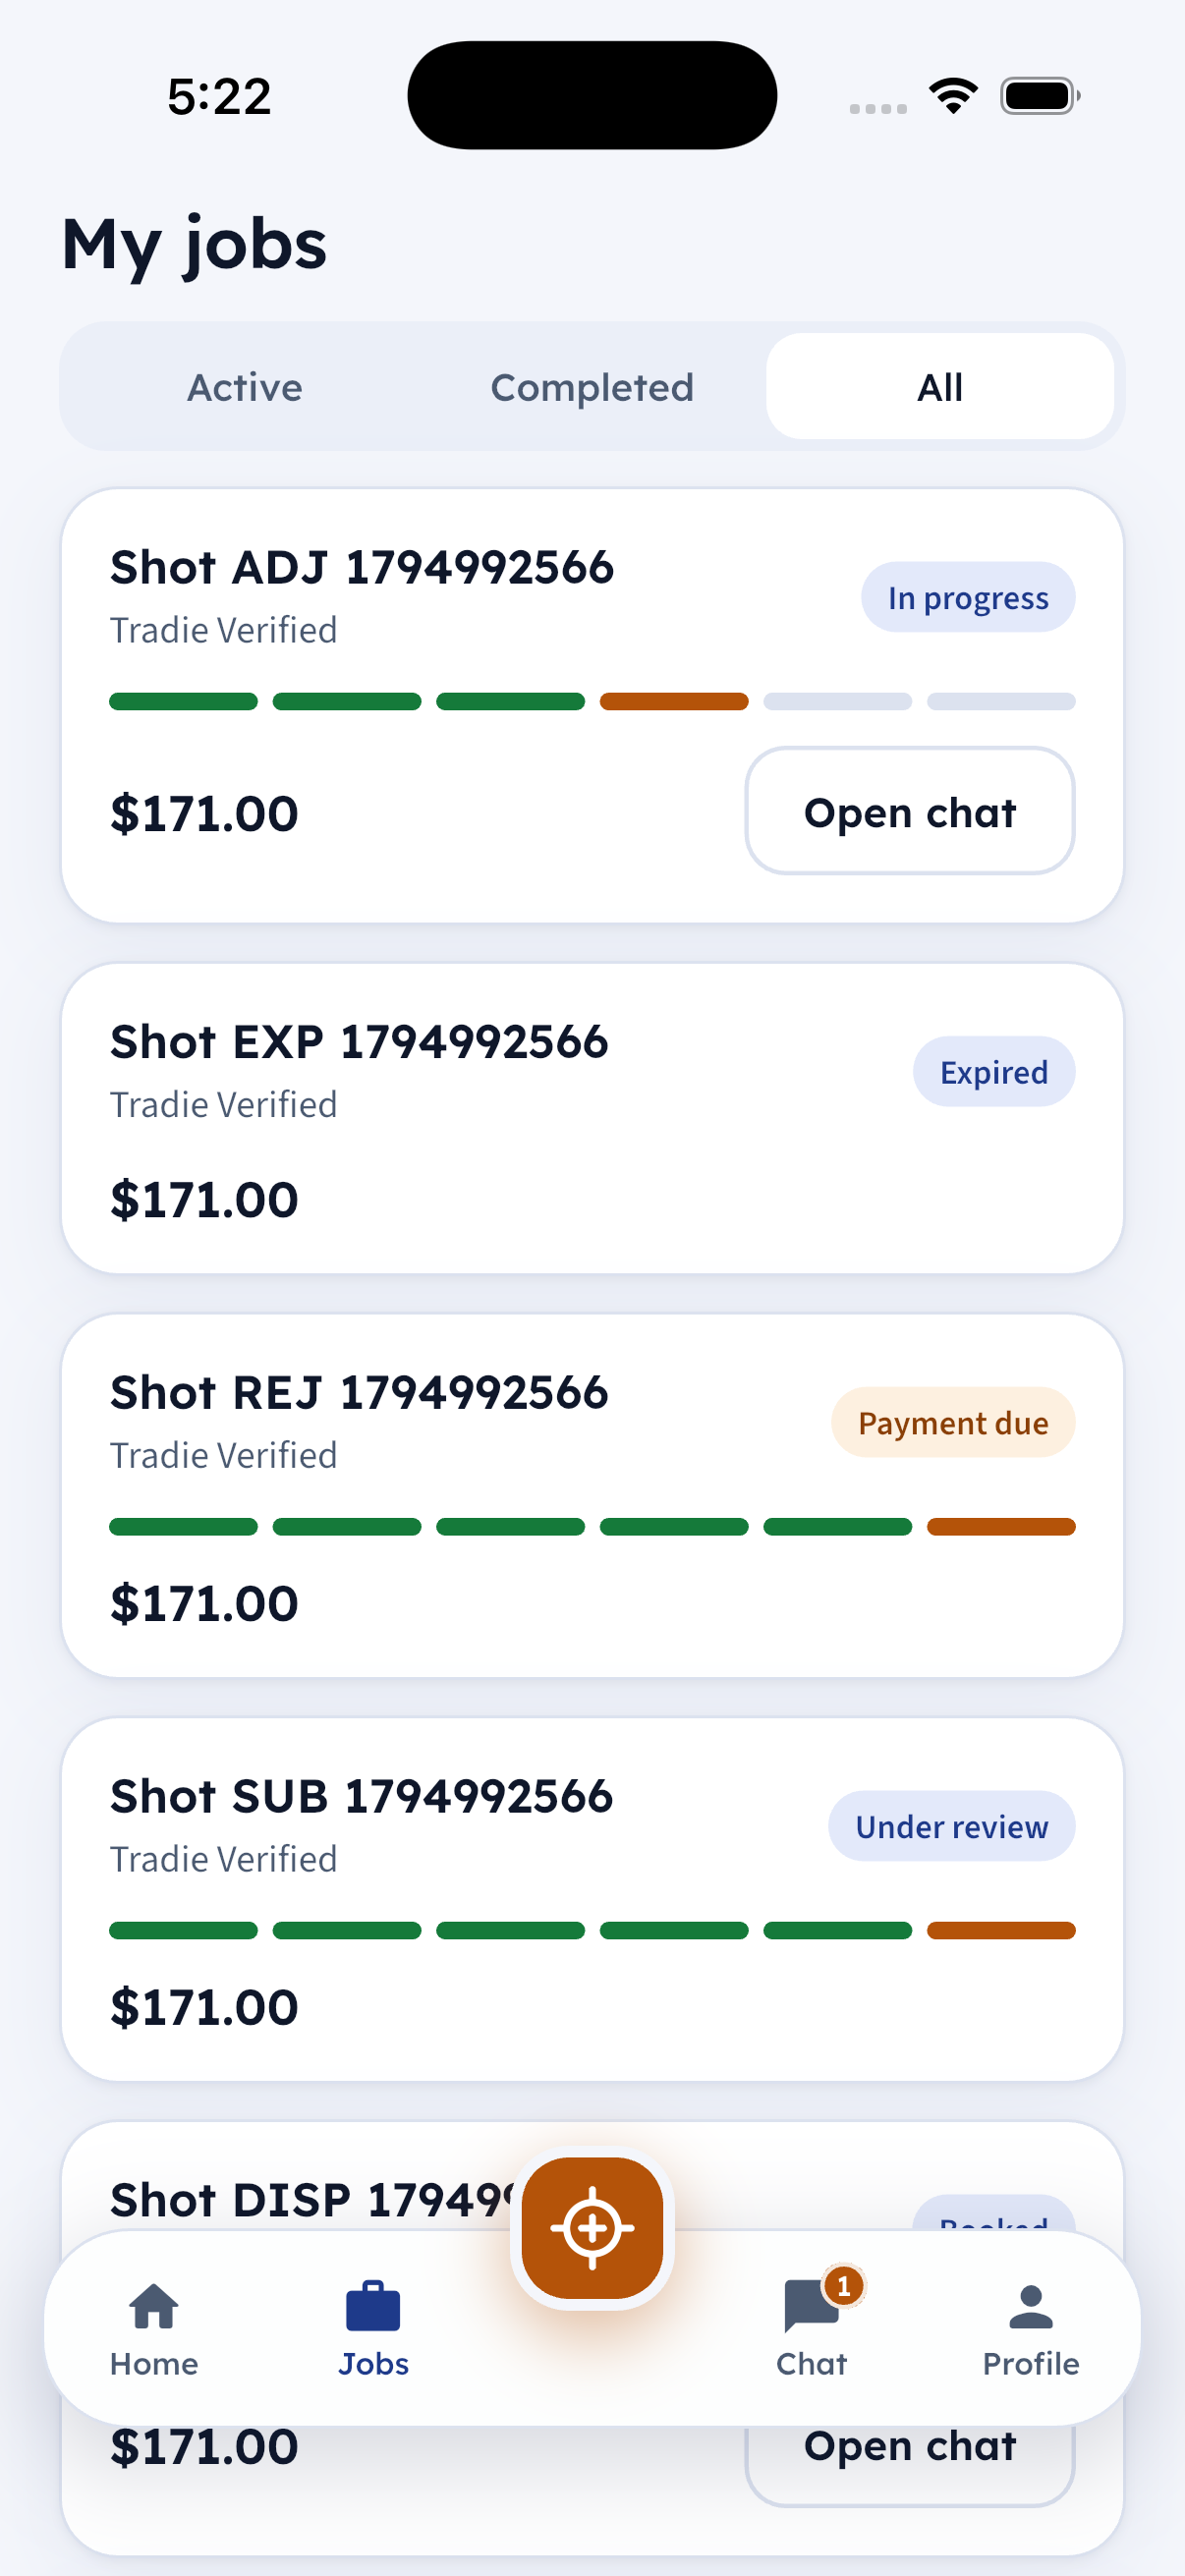 5:22
My jobs
Active Completed All
Shot ADJ 1794992566
In progress
Tradie Verified
$171.00
Open chat
Shot EXP 1794992566
Expired
Tradie Verified
$171.00
Shot REJ 1794992566
Payment due
Tradie Verified
$171.00
Shot SUB 1794992566
Under review
Tradie Verified
$171.00
Shot DISP
Booked
1
Home Jobs Chat Profile
$171.00
Open chat